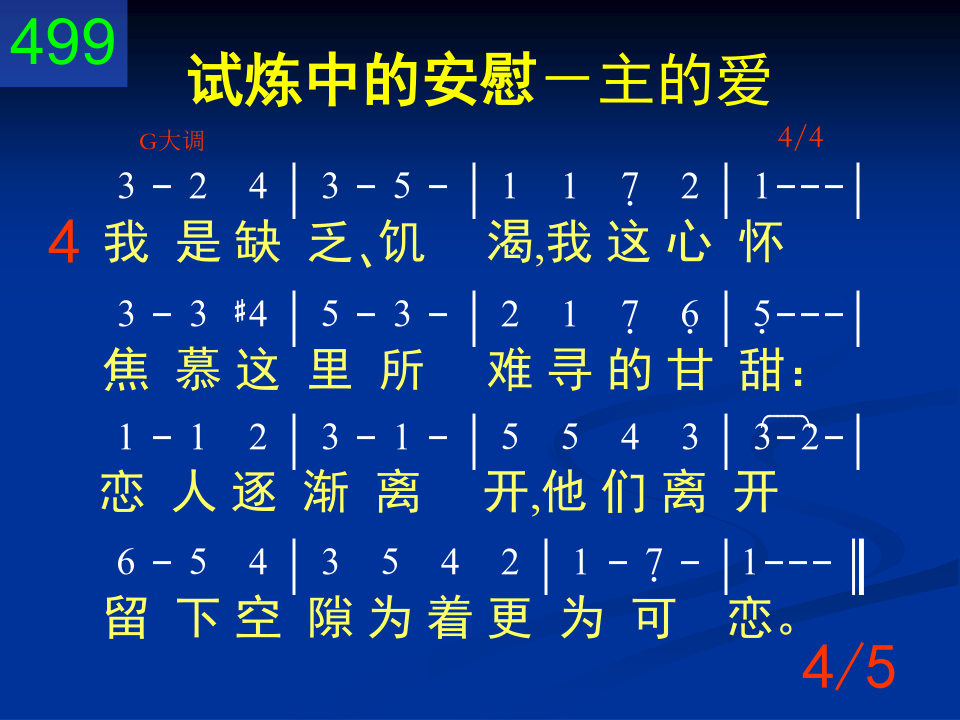 499
试炼中的安慰－主的爱
G大调 4/4
3 - 2 4 | 3 - 5 - | 1 1 7̣ 2 | 1 - - - |
4 我是缺乏、饥渴,我这心怀
3 - 3 #4 | 5 - 3 - | 2 1 7̣ 6̣ | 5̣ - - - |
焦慕这里所难寻的甘甜：
1 - 1 2 | 3 - 1 - | 5 5 4 3 | 3 - 2 - |
恋人逐渐离开,他们离开
6 - 5 4 | 3 5 4 2 | 1 - 7̣ - | 1 - - - ‖
留下空隙为着更为可恋。
4/5